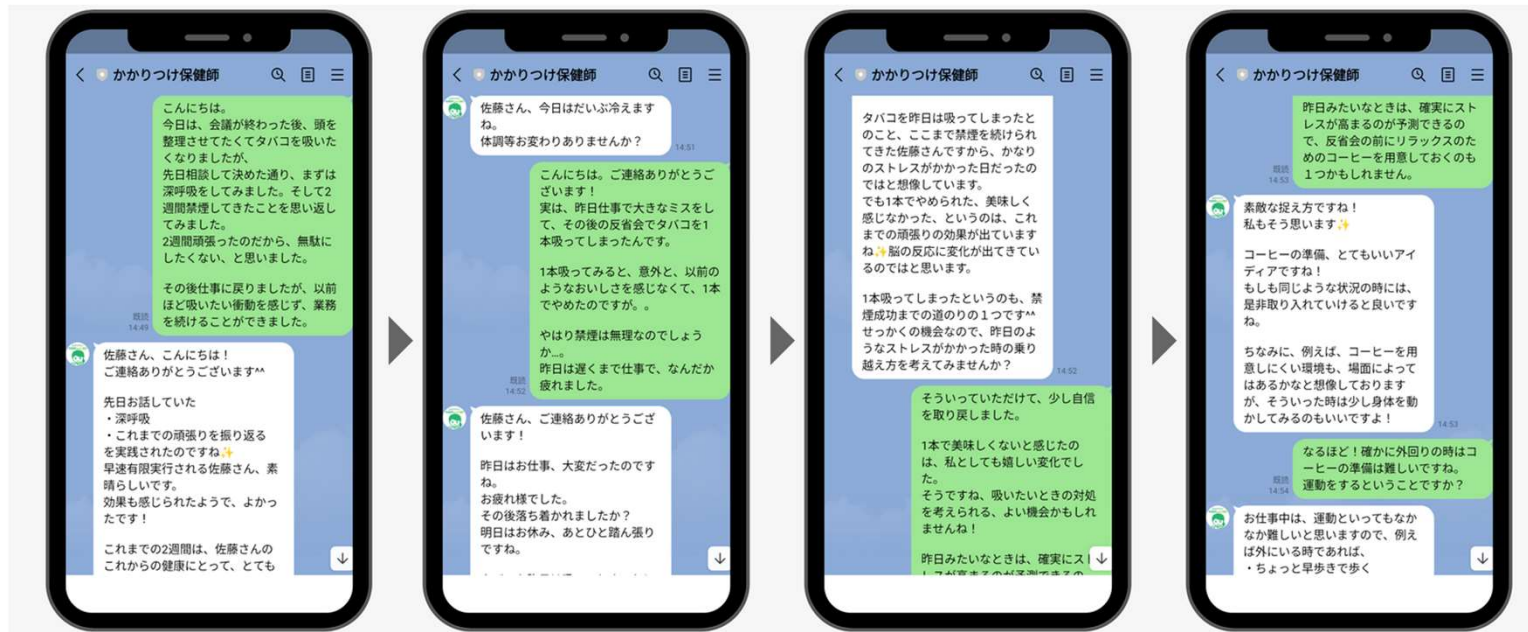 かかりつけ保健師
こんにちは。
今日は、会議が終わった後、頭を
整理させてたくてタバコを吸いた
くなりましたが、
先日相談して決めた通り、まずは
深呼吸をしてみました。そして2
週間禁煙してきたことを思い返し
てみました。
2週間頑張ったのだから、無駄に
したくない、と思いました。
その後仕事に戻りましたが、以前
ほど吸いたい衝動を感じず、業務
を続けることができました。
既読
14:49
佐藤さん、こんにちは！
ご連絡ありがとうございます^^
先日お話していた
・深呼吸
・これまでの頑張りを振り返る
を実践されたのですね✨
早速有限実行される佐藤さん、素
晴らしいです。
効果も感じられたようで、よかっ
たです！
これまでの2週間は、佐藤さんの
これからの健康にとって、とても
かかりつけ保健師
佐藤さん、今日はだいぶ冷えます
ね。
体調等お変わりありませんか？
14:51
こんにちは。ご連絡ありがとうご
ざいます！
実は、昨日仕事で大きなミスをし
て、その後の反省会でタバコを1
本吸ってしまったんです。
1本吸ってみると、意外と、以前の
ようなおいしさを感じなくて、1本
でやめたのですが。。
やはり禁煙は無理なのでしょう
か…。
昨日は遅くまで仕事で、なんだか
疲れました。
既読
14:52
佐藤さん、ご連絡ありがとうござ
います！
昨日はお仕事、大変だったのです
ね。
お疲れ様でした。
その後落ち着かれましたか？
明日はお休み、あとひと踏ん張り
ですね。
かかりつけ保健師
タバコを昨日は吸ってしまったと
のこと、ここまで禁煙を続けられ
てきた佐藤さんですから、かなり
のストレスがかかった日だったの
ではと想像しています。
でも1本でやめられた、美味しく
感じなかった、というのは、これ
までの頑張りの効果が出ています
ね✨脳の反応に変化が出てきてい
るのではと思います。
1本吸ってしまったというのも、禁
煙成功までの道のりの１つです^^
せっかくの機会なので、昨日のよ
うなストレスがかかった時の乗り
越え方を考えてみませんか？
14:52
そういっていただけて、少し自信
を取り戻しました。
1本で美味しくないと感じたの
は、私としても嬉しい変化でし
た。
そうですね、吸いたいときの対処
を考えられる、よい機会かもしれ
ませんね！
昨日みたいなときは、確実にスト
レスが高まるのが予測できるの
かかりつけ保健師
昨日みたいなときは、確実にスト
レスが高まるのが予測できるの
で、反省会の前にリラックスのた
めのコーヒーを用意しておくのも
１つかもしれません。
既読
14:53
素敵な捉え方ですね！
私もそう思います✨
コーヒーの準備、とてもいいアイ
ディアですね！
もしも同じような状況の時には、
是非取り入れていけると良いです
ね。
ちなみに、例えば、コーヒーを用
意しにくい環境も、場面によって
はあるかなと想像しております
が、そういった時は少し身体を動
かしてみるのもいいですよ！
14:53
なるほど！確かに外回りの時はコ
ーヒーの準備は難しいですね。
運動をするということですか？
既読
14:54
お仕事中は、運動といってもなか
なか難しいと思いますので、例え
ば外にいる時であれば、
・ちょっと早歩きで歩く